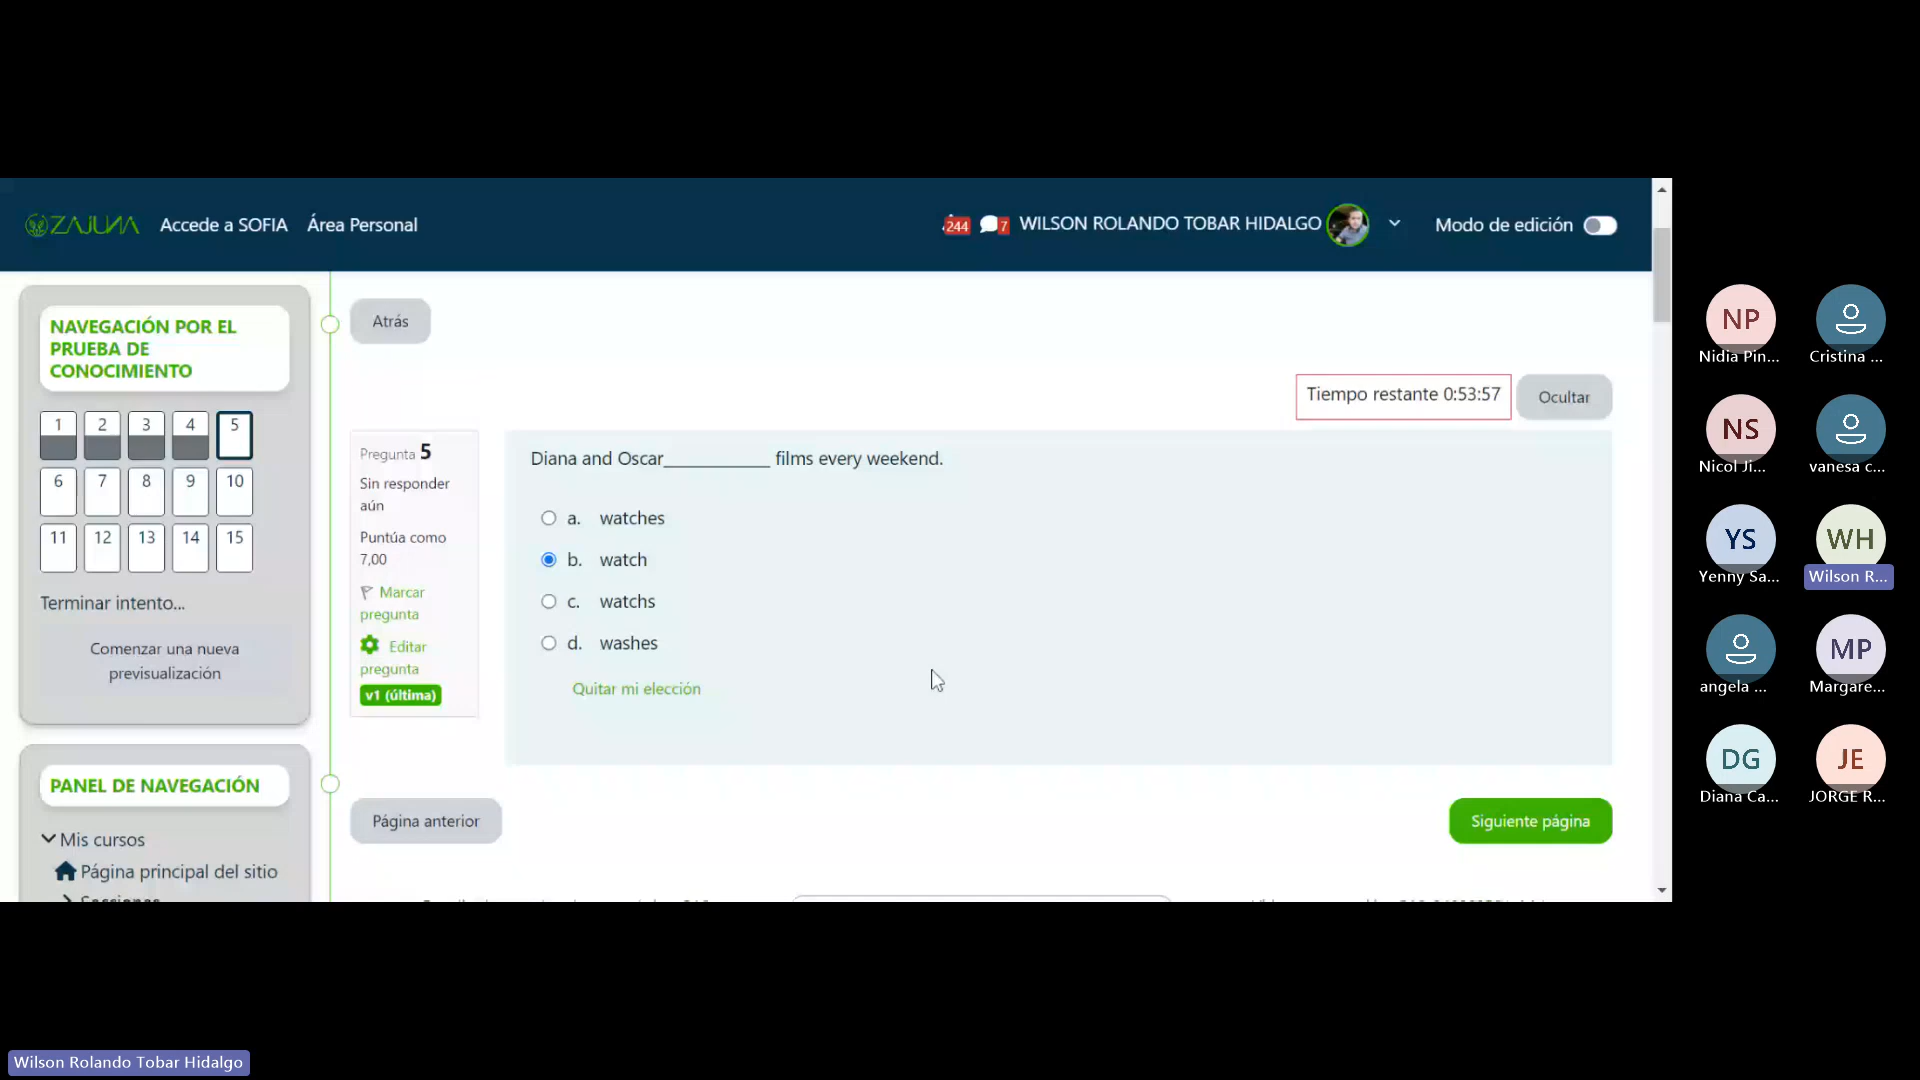 ZAJUNA Accede a SOFIA Área Personal
244 7 WILSON ROLANDO TOBAR HIDALGO Modo de edición
NAVEGACIÓN POR EL
PRUEBA DE
CONOCIMIENTO
1 2 3 4 5
6 7 8 9 10
11 12 13 14 15
Terminar intento...
Comenzar una nueva
previsualización
PANEL DE NAVEGACIÓN
Mis cursos
Página principal del sitio
Atrás
Tiempo restante 0:53:57
Ocultar
Pregunta 5
Sin responder
aún
Puntúa como
7,00
Marcar
pregunta
Editar
pregunta
v1 (última)
Diana and Oscar____________ films every weekend.
a. watches
b. watch
c. watchs
d. washes
Quitar mi elección
Página anterior
Siguiente página
NP
Nidia Pin...
Cristina ...
NS
Nicol Ji...
vanesa c...
YS
Yenny Sa...
WH
Wilson R...
angela ...
MP
Margare...
DG
Diana Ca...
JE
JORGE R...
Wilson Rolando Tobar Hidalgo